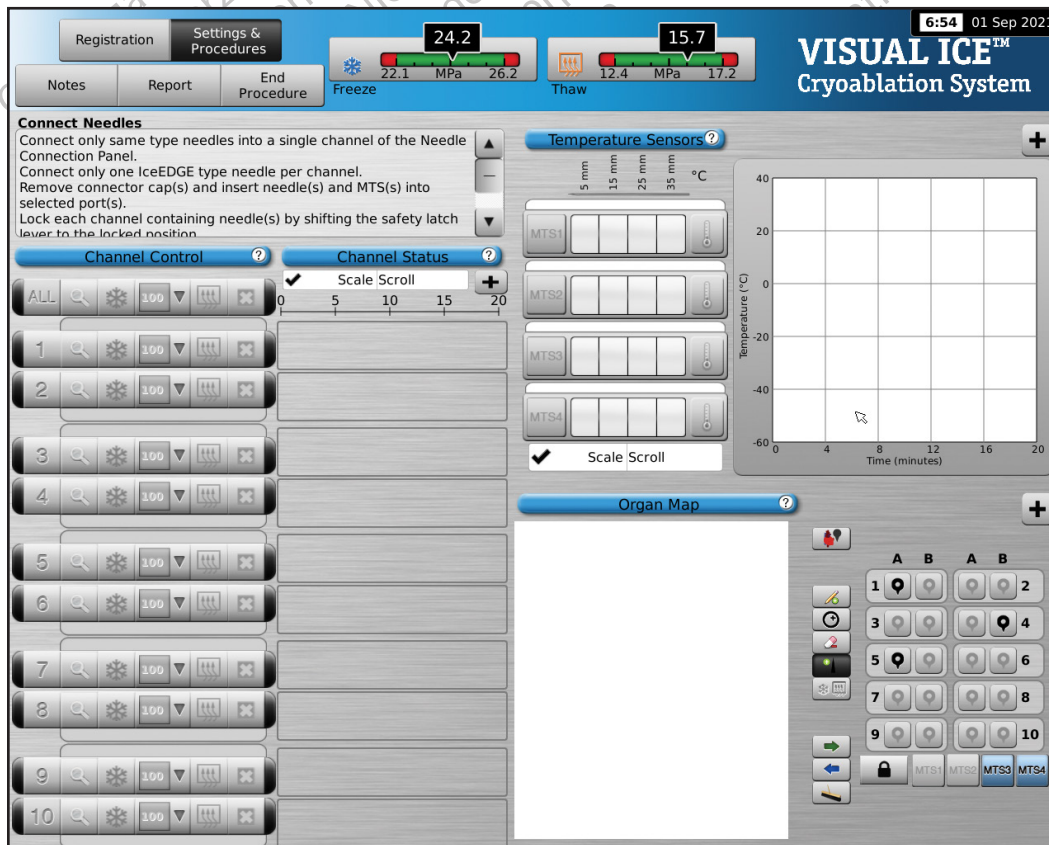 Registration
Settings &
Procedures
Notes
Report
End
Procedure
24.2
22.1 MPa 26.2
Freeze
15.7
12.4 MPa 17.2
Thaw
6:54 01 Sep 2021
VISUAL ICE™
Cryoablation System
Connect Needles
Connect only same type needles into a single channel of the Needle
Connection Panel.
Connect only one IceEDGE type needle per channel.
Remove connector cap(s) and insert needle(s) and MTS(s) into
selected port(s).
Lock each channel containing needle(s) by shifting the safety latch
lever to the locked position
Channel Control ?
Channel Status ?
Scale Scroll
0 5 10 15 20
ALL 100
1 100
2 100
3 100
4 100
5 100
6 100
7 100
8 100
9 100
10 100
Temperature Sensors ?
5 mm 15 mm 25 mm 35 mm °C
MTS1
MTS2
MTS3
MTS4
Scale Scroll
Temperature (°C)
40
20
0
-20
-40
-60
0 4 8 12 16 20
Time (minutes)
Organ Map ?
A B A B
1 2
3 4
5 6
7 8
9 10
MTS1 MTS2 MTS3 MTS4